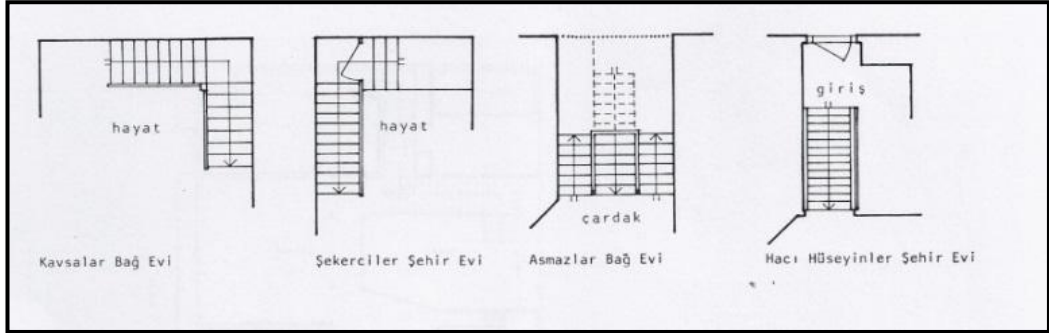 hayat
hayat
çardak
giriş
Kavsalar Bağ Evi
Şekerciler Şehir Evi
Asmazlar Bağ Evi
Hacı Hüseyinler Şehir Evi